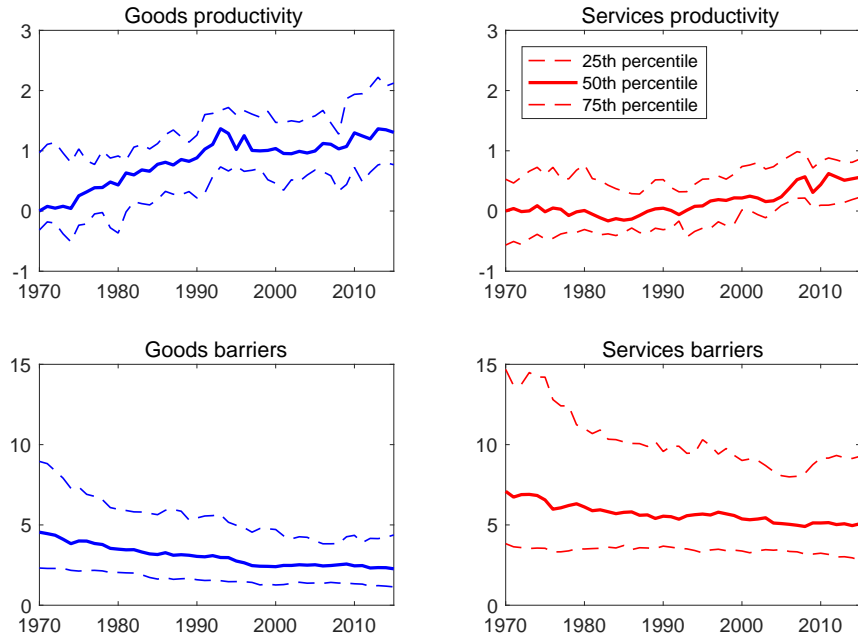 Goods productivity
3
2
1
0
-1
1970 1980 1990 2000 2010
Services productivity
3
2
1
0
-1
1970 1980 1990 2000 2010
25th percentile
50th percentile
75th percentile
Goods barriers
15
10
5
0
1970 1980 1990 2000 2010
Services barriers
15
10
5
0
1970 1980 1990 2000 2010